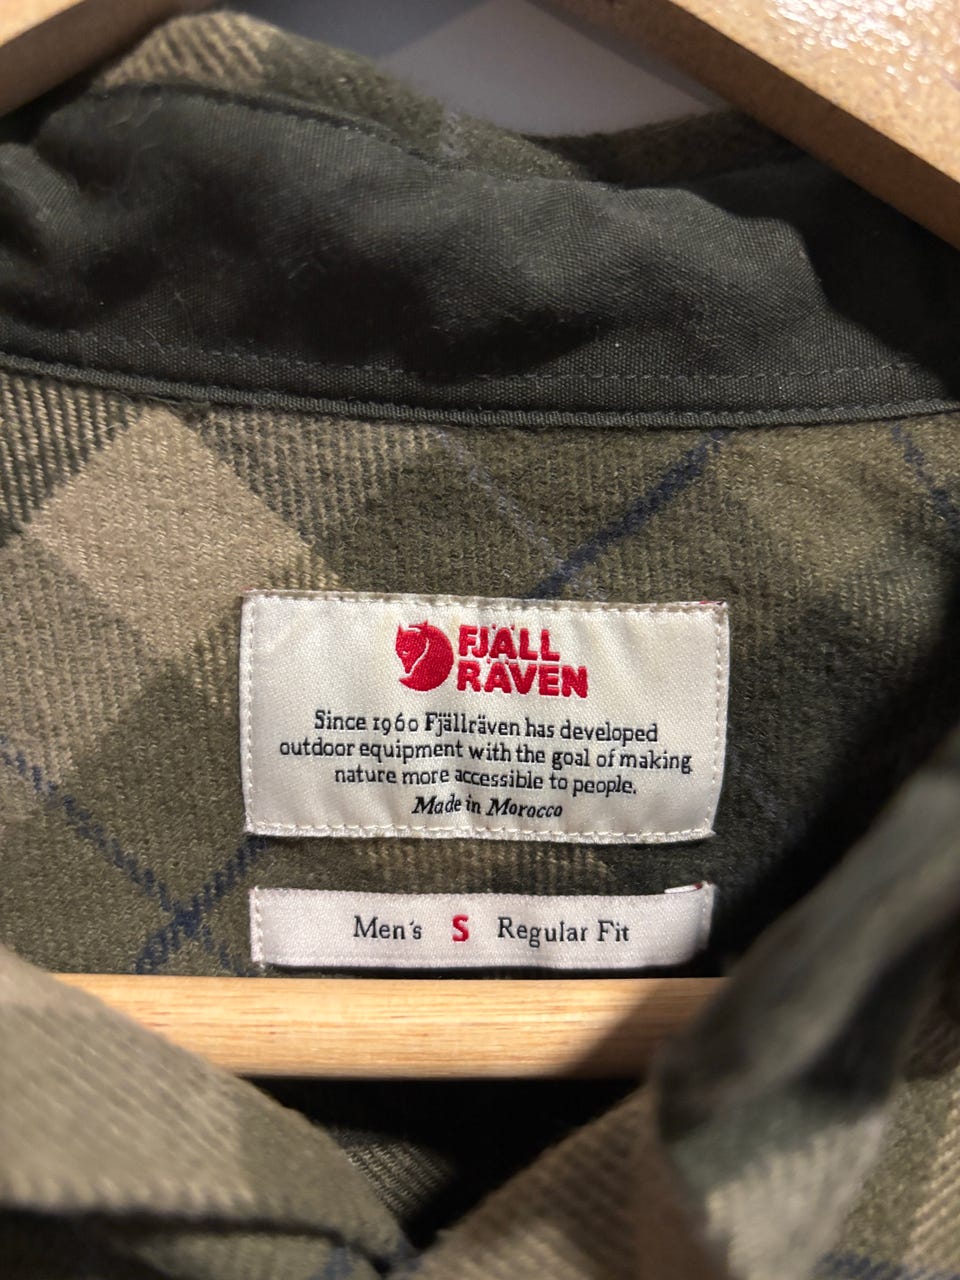 FJÄLL
RÄVEN
Since 1960 Fjällräven has developed
outdoor equipment with the goal of making
nature more accessible to people.
Made in Morocco
Men's S Regular Fit